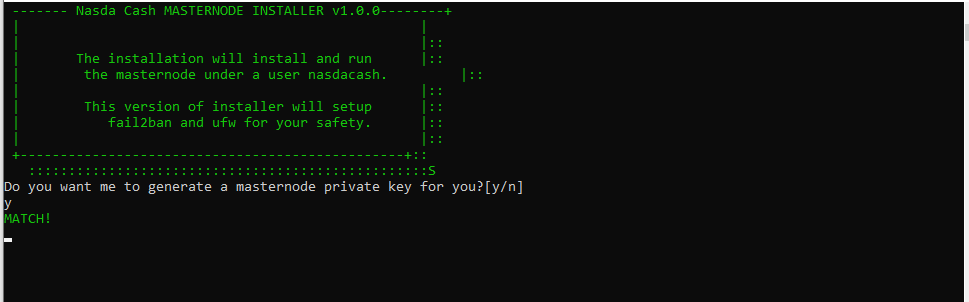 ------- Nasda Cash MASTERNODE INSTALLER v1.0.0--------+
|                                                  |
|                                                  |::
|       The installation will install and run      |::
|        the masternode under a user nasdacash.         |::
|                                                  |::
|        This version of installer will setup      |::
|           fail2ban and ufw for your safety.      |::
|                                                  |::
+------------------------------------------------+::
::::::::::::::::::::::::::::::::::::::::::::::::::S
Do you want me to generate a masternode private key for you?[y/n]
y
MATCH!